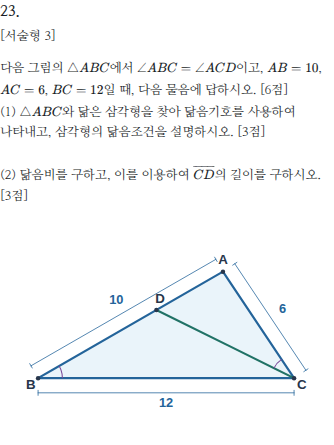 23.
[서술형 3]
다음 그림의 △ABC에서 ∠ABC = ∠ACD이고, AB = 10,
AC = 6, BC = 12일 때, 다음 물음에 답하시오. [6점]
(1) △ABC와 닮은 삼각형을 찾아 닮음기호를 사용하여
나타내고, 삼각형의 닮음조건을 설명하시오. [3점]
(2) 닮음비를 구하고, 이를 이용하여 C̅D̅의 길이를 구하시오.
[3점]
A
10
D
6
B
C
12